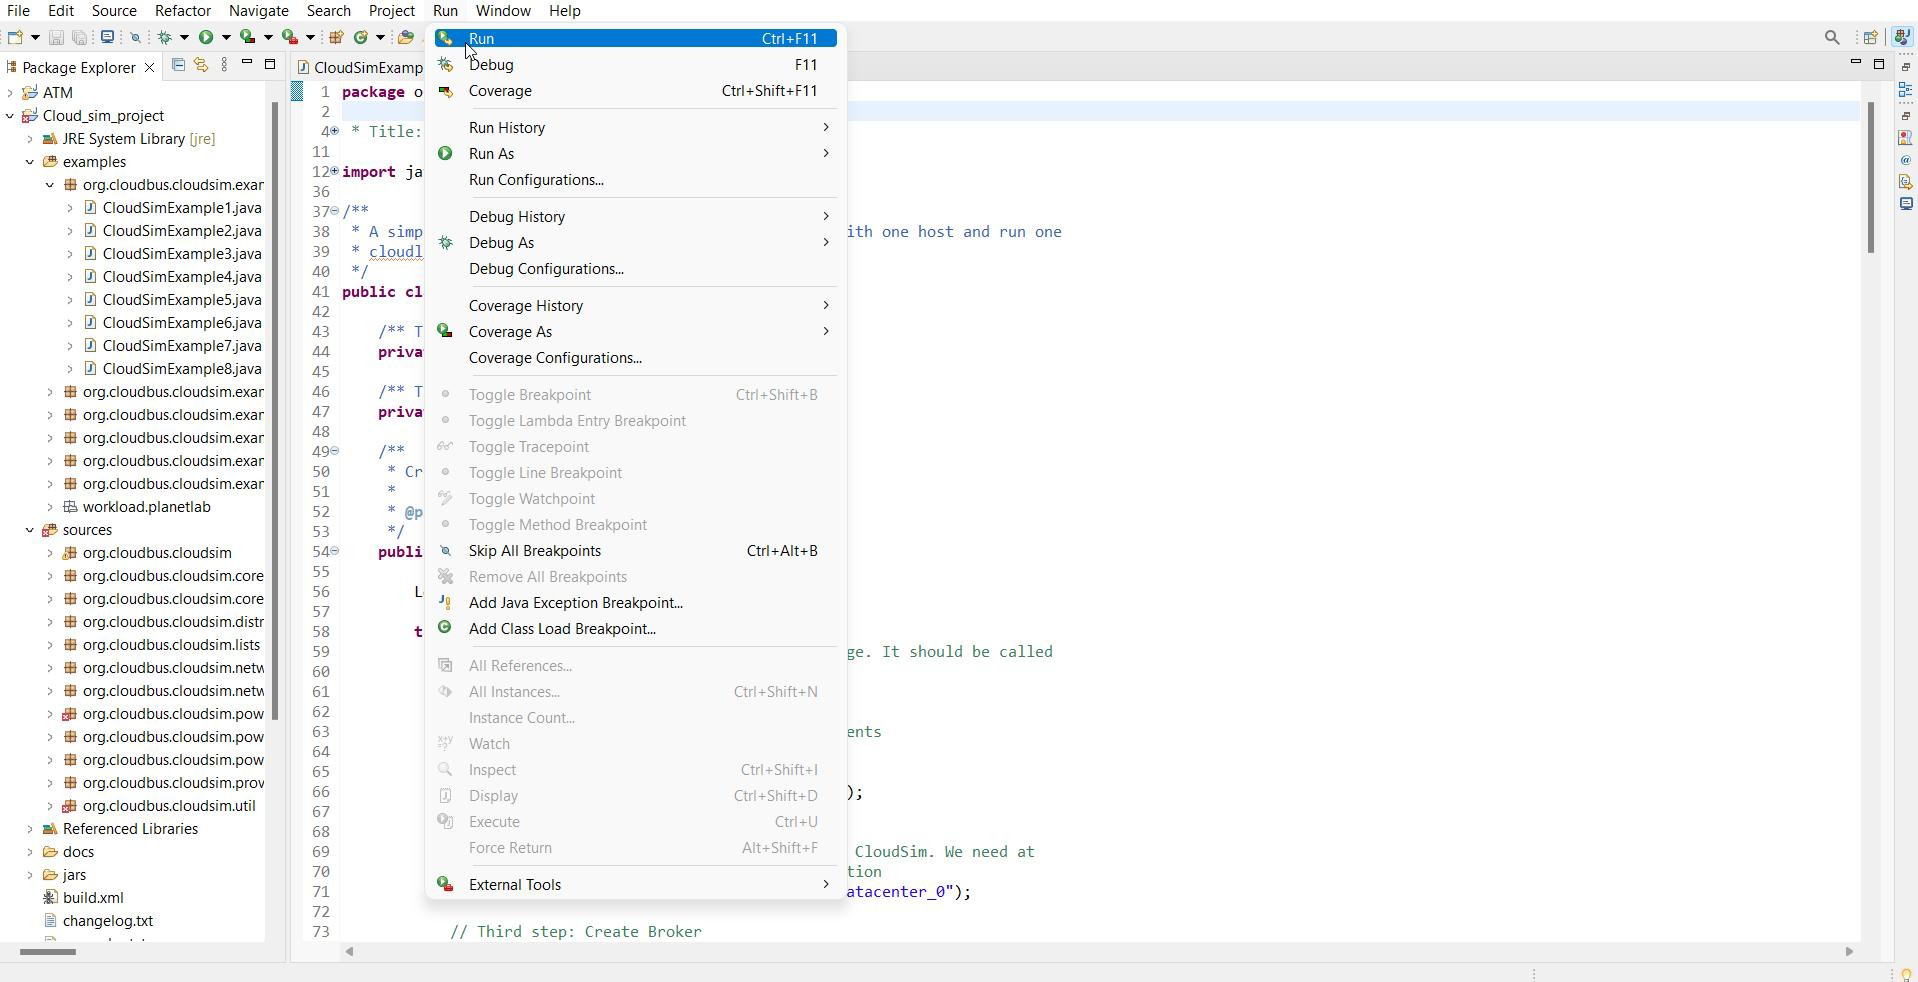 File Edit Source Refactor Navigate Search Project Run Window Help
Package Explorer
ATM
Cloud_sim_project
JRE System Library [jre]
examples
org.cloudbus.cloudsim.exar
CloudSimExample1.java
CloudSimExample2.java
CloudSimExample3.java
CloudSimExample4.java
CloudSimExample5.java
CloudSimExample6.java
CloudSimExample7.java
CloudSimExample8.java
org.cloudbus.cloudsim.exar
org.cloudbus.cloudsim.exar
org.cloudbus.cloudsim.exar
org.cloudbus.cloudsim.exar
org.cloudbus.cloudsim.exar
workload.planetlab
sources
org.cloudbus.cloudsim
org.cloudbus.cloudsim.core
org.cloudbus.cloudsim.core
org.cloudbus.cloudsim.distr
org.cloudbus.cloudsim.lists
org.cloudbus.cloudsim.netw
org.cloudbus.cloudsim.netw
org.cloudbus.cloudsim.pow
org.cloudbus.cloudsim.pow
org.cloudbus.cloudsim.pow
org.cloudbus.cloudsim.prov
org.cloudbus.cloudsim.util
Referenced Libraries
docs
jars
build.xml
changelog.txt
CloudSimExamp
1 package o
2
4 * Title:
11
12 import ja
36
37 /**
38 * A simp ith one host and run one
39 * cloudl
40 */
41 public cl
42
43 /** T
44 priva
45
46 /** T
47 priva
48
49 /**
50 * Cr
51 *
52 * @p
53 */
54 publi
55
56 L
57
58 t
59 ge. It should be called
60
61
62
63 ents
64
65
66 );
67
68
69 CloudSim. We need at
70 tion
71 atacenter_0");
72
73 // Third step: Create Broker
Run Ctrl+F11
Debug F11
Coverage Ctrl+Shift+F11
Run History
Run As
Run Configurations...
Debug History
Debug As
Debug Configurations...
Coverage History
Coverage As
Coverage Configurations...
Toggle Breakpoint Ctrl+Shift+B
Toggle Lambda Entry Breakpoint
Toggle Tracepoint
Toggle Line Breakpoint
Toggle Watchpoint
Toggle Method Breakpoint
Skip All Breakpoints Ctrl+Alt+B
Remove All Breakpoints
Add Java Exception Breakpoint...
Add Class Load Breakpoint...
All References...
All Instances... Ctrl+Shift+N
Instance Count...
Watch
Inspect Ctrl+Shift+I
Display Ctrl+Shift+D
Execute Ctrl+U
Force Return Alt+Shift+F
External Tools